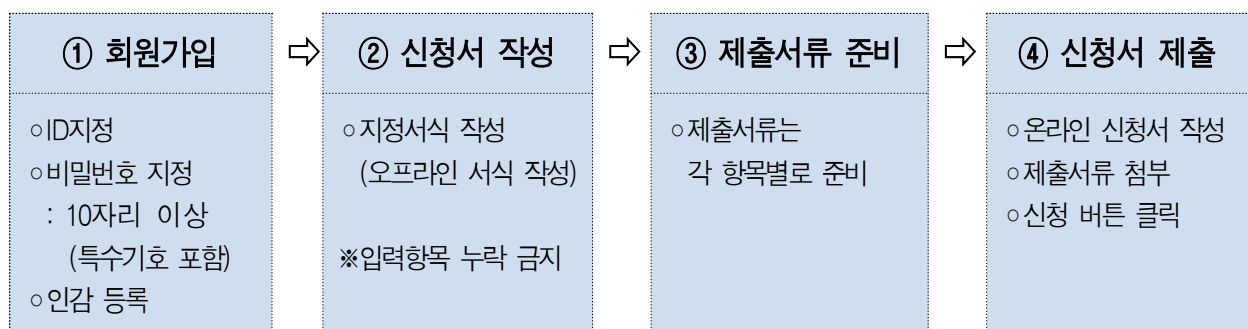 ① 회원가입
○ID지정
○비밀번호 지정
: 10자리 이상
(특수기호 포함)
○인감 등록
⇨
② 신청서 작성
○지정서식 작성
(오프라인 서식 작성)
※입력항목 누락 금지
⇨
③ 제출서류 준비
○제출서류는
각 항목별로 준비
⇨
④ 신청서 제출
○온라인 신청서 작성
○제출서류 첨부
○신청 버튼 클릭